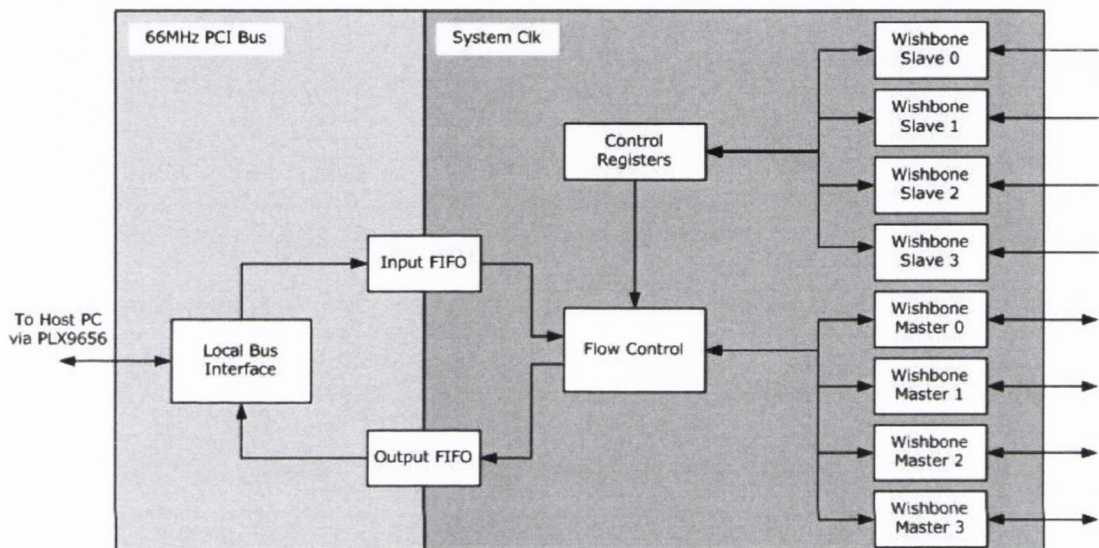 66MHz PCI Bus
System Clk
Wishbone
Slave 0
Wishbone
Slave 1
Control
Registers
Wishbone
Slave 2
Wishbone
Slave 3
Input FIFO
To Host PC
via PLX9656
Local Bus
Interface
Flow Control
Wishbone
Master 0
Wishbone
Master 1
Output FIFO
Wishbone
Master 2
Wishbone
Master 3